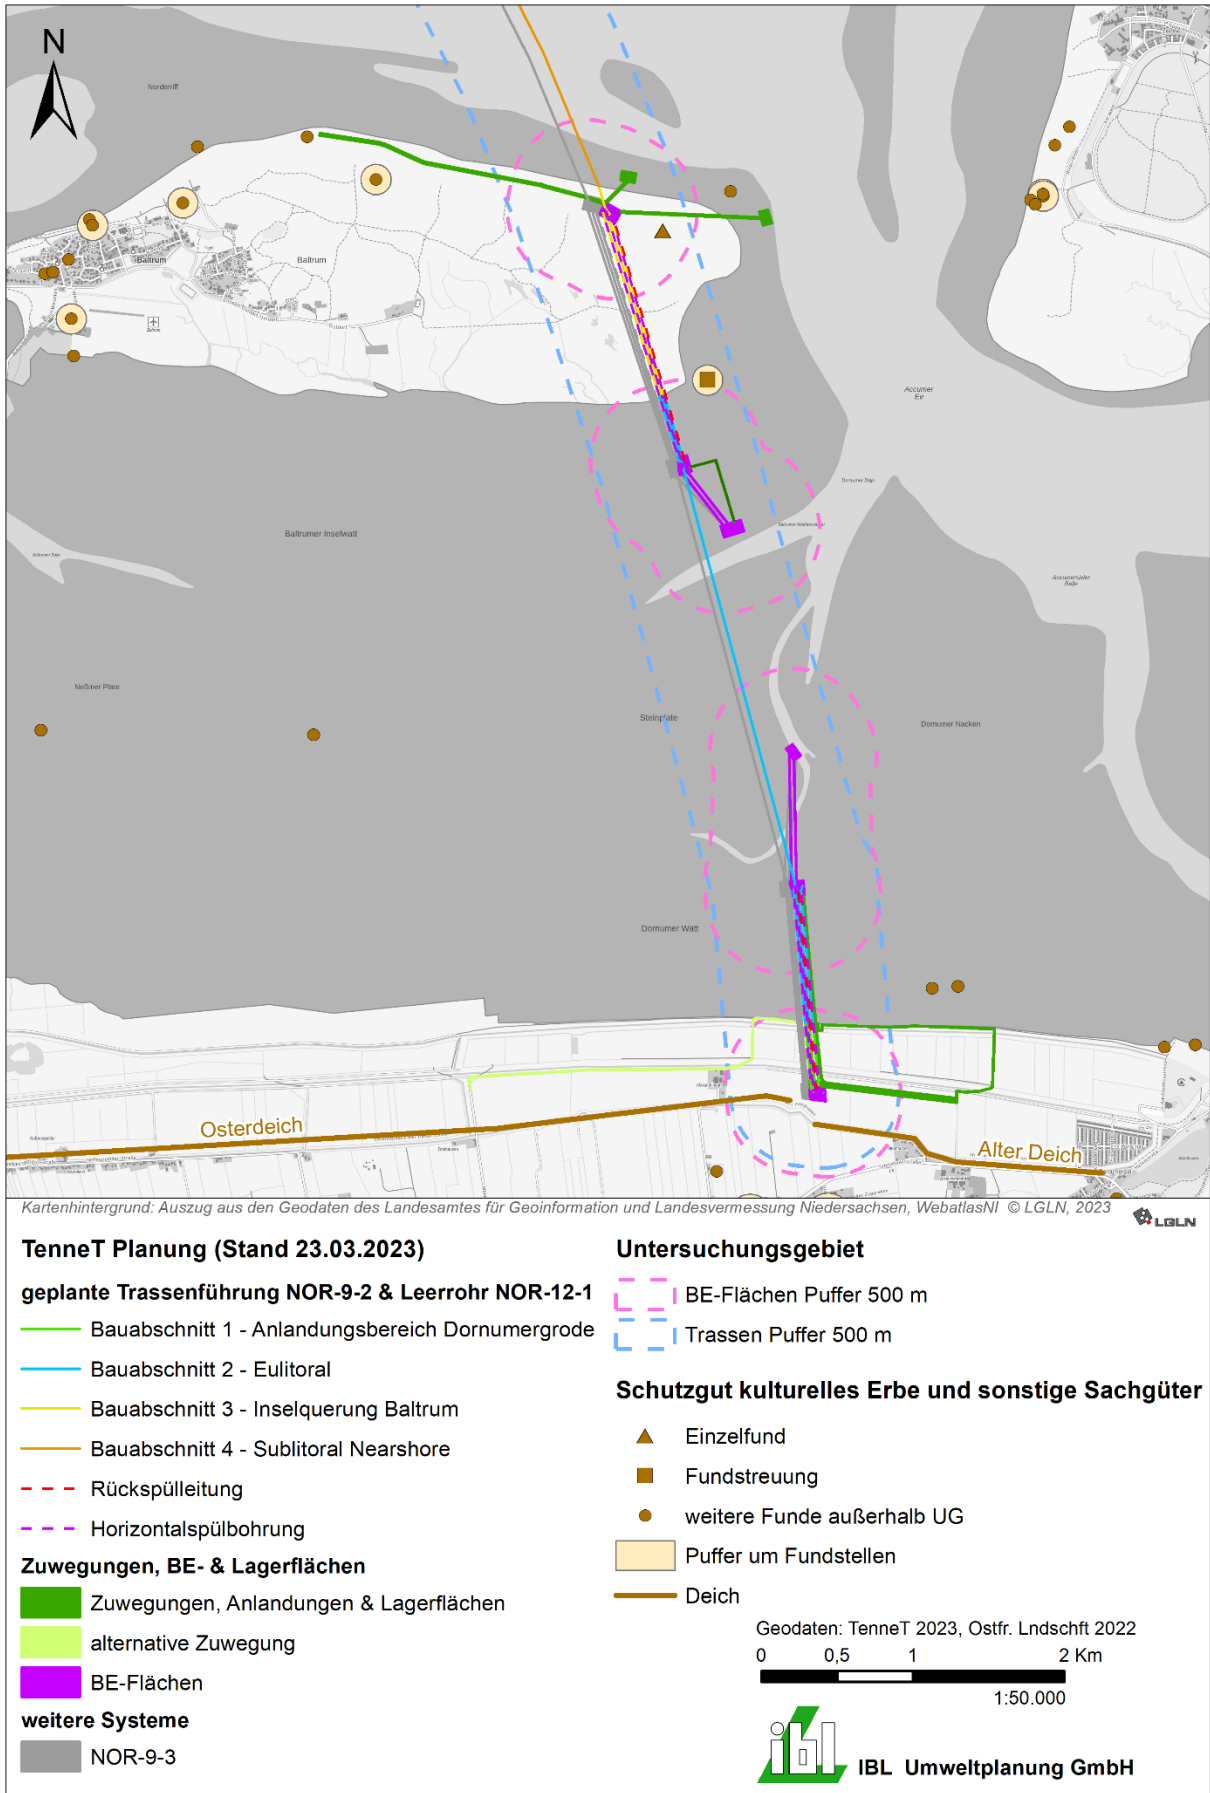 N
Norderriff
Baltrum
Baltrum
Accumer
Ee
Dornumer Balje
Baltrumer Inselwatt
Accumersieler
Balje
Neßmer Plate
Steinplate
Dornumer Nacken
Dornumer Watt
Osterdeich
Alter Deich
Kartenhintergrund: Auszug aus den Geodaten des Landesamtes für Geoinformation und Landesvermessung Niedersachsen, WebatlasNI © LGLN, 2023
LGLN
TenneT Planung (Stand 23.03.2023)
geplante Trassenführung NOR-9-2 & Leerrohr NOR-12-1
Bauabschnitt 1 - Anlandungsbereich Dornumergrode
Bauabschnitt 2 - Eulitoral
Bauabschnitt 3 - Inselquerung Baltrum
Bauabschnitt 4 - Sublitoral Nearshore
Rückspülleitung
Horizontalspülbohrung
Zuwegungen, BE- & Lagerflächen
Zuwegungen, Anlandungen & Lagerflächen
alternative Zuwegung
BE-Flächen
weitere Systeme
NOR-9-3
Untersuchungsgebiet
BE-Flächen Puffer 500 m
Trassen Puffer 500 m
Schutzgut kulturelles Erbe und sonstige Sachgüter
Einzelfund
Fundstreuung
weitere Funde außerhalb UG
Puffer um Fundstellen
Deich
Geodaten: TenneT 2023, Ostfr. Lndschft 2022
0 0,5 1 2 Km
1:50.000
ibl
IBL Umweltplanung GmbH